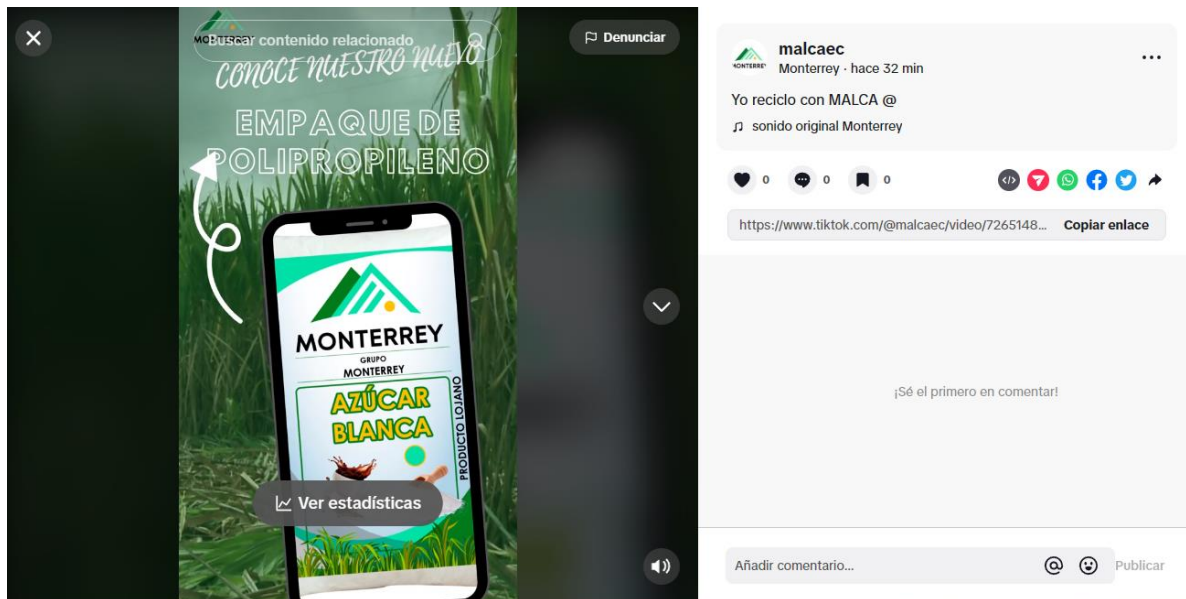 MONTERREY
Buscar contenido relacionado
CONOCE NUESTRO NUEVO
EMPAQUE DE
POLIPROPILENO
MONTERREY
GRUPO
MONTERREY
AZÚCAR
BLANCA
PRODUCTO LOJANO
Ver estadísticas
Denunciar
malcaec
Monterrey · hace 32 min
Yo reciclo con MALCA @
sonido original Monterrey
MONTERREY
0
0
0
https://www.tiktok.com/@malcaec/video/7265148...
Copiar enlace
¡Sé el primero en comentar!
Añadir comentario...
Publicar